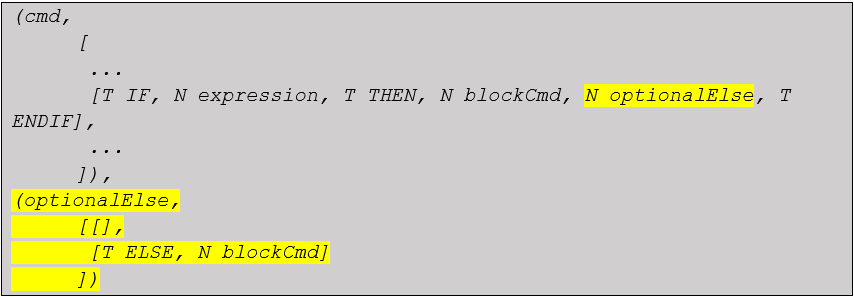 (cmd,
[
...
[T IF, N expression, T THEN, N blockCmd, N optionalElse, T
ENDIF],
...
]),
(optionalElse,
[[],
[T ELSE, N blockCmd]
])